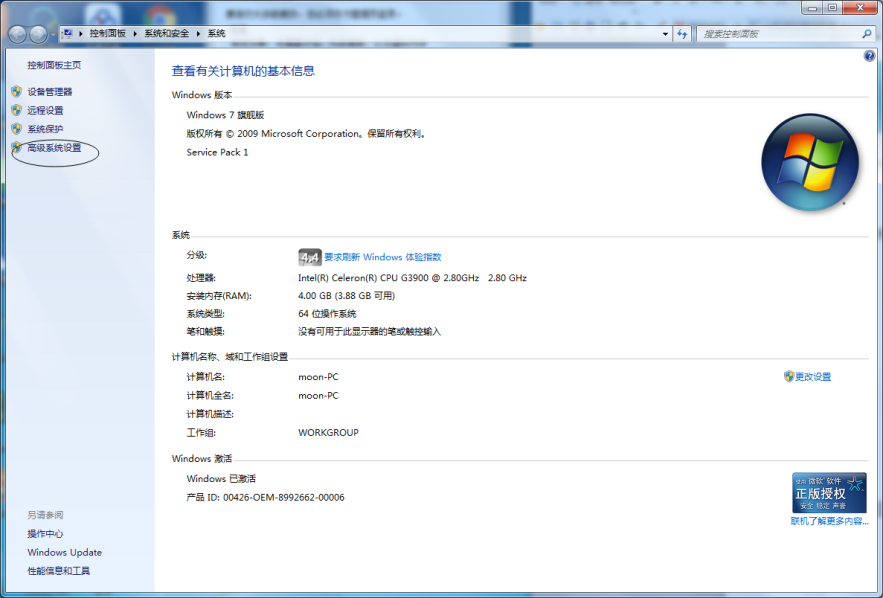 控制面板 ▸ 系统和安全 ▸ 系统
搜索控制面板
控制面板主页
设备管理器
远程设置
系统保护
高级系统设置
查看有关计算机的基本信息
Windows 版本
Windows 7 旗舰版
版权所有 © 2009 Microsoft Corporation。保留所有权利。
Service Pack 1
系统
分级: 4.4 要求刷新 Windows 体验指数
处理器: Intel(R) Celeron(R) CPU G3900 @ 2.80GHz 2.80 GHz
安装内存(RAM): 4.00 GB (3.88 GB 可用)
系统类型: 64 位操作系统
笔和触摸: 没有可用于此显示器的笔或触控输入
计算机名称、域和工作组设置
计算机名: moon-PC 更改设置
计算机全名: moon-PC
计算机描述:
工作组: WORKGROUP
Windows 激活
Windows 已激活
产品 ID: 00426-OEM-8992662-00006
使用 微软 软件
正版授权
安全 稳定 声誉
联机了解更多内容...
另请参阅
操作中心
Windows Update
性能信息和工具